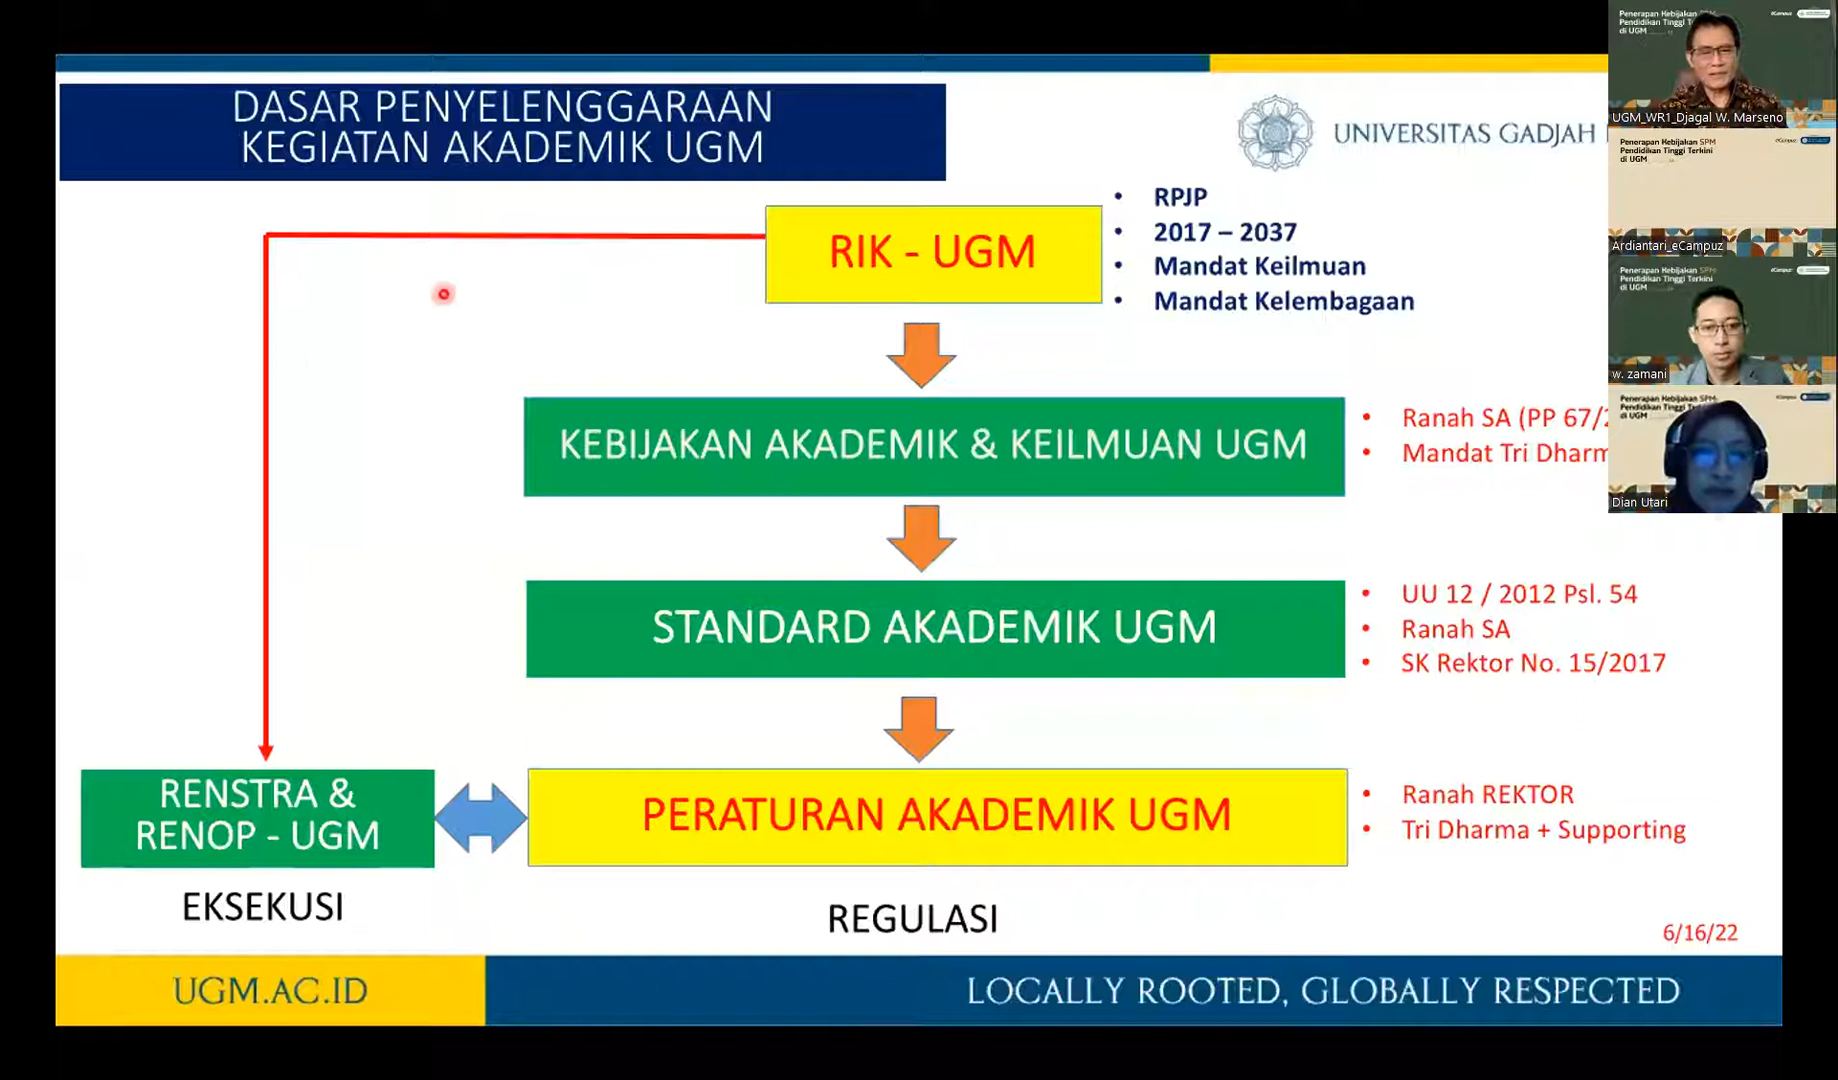 DASAR PENYELENGGARAAN
KEGIATAN AKADEMIK UGM
UNIVERSITAS GADJAH
RIK - UGM
• RPJP
• 2017 – 2037
• Mandat Keilmuan
• Mandat Kelembagaan
KEBIJAKAN AKADEMIK & KEILMUAN UGM
• Ranah SA (PP 67/
• Mandat Tri Dharm
STANDARD AKADEMIK UGM
• UU 12 / 2012 Psl. 54
• Ranah SA
• SK Rektor No. 15/2017
RENSTRA &
RENOP - UGM
PERATURAN AKADEMIK UGM
• Ranah REKTOR
• Tri Dharma + Supporting
EKSEKUSI
REGULASI
6/16/22
UGM.AC.ID
LOCALLY ROOTED, GLOBALLY RESPECTED
Penerapan Kebijakan
Pendidikan Tinggi
di UGM
eCampuz
UGM_WR1_Djagal W. Marseno
Penerapan Kebijakan SPM
Pendidikan Tinggi Terkini
di UGM
eCampuz
Ardiantari_eCampuz
Penerapan Kebijakan SPM
Pendidikan Tinggi Terkini
di UGM
eCampuz
w. zamani
Penerapan Kebijakan SPM
Pendidikan Tinggi Terkini
di UGM
eCampuz
Dian Utari